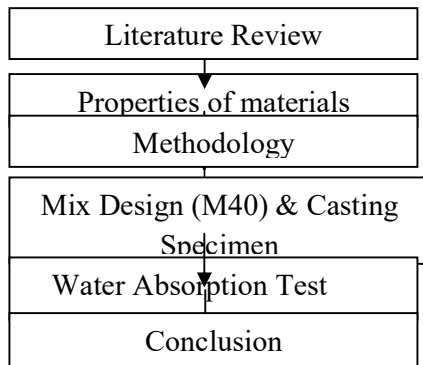 Literature Review
Properties of materials
Methodology
Mix Design (M40) & Casting
Specimen
Water Absorption Test
Conclusion